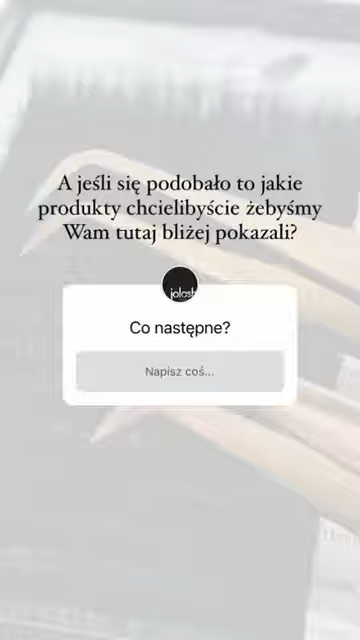 A jeśli się podobało to jakie
produkty chcielibyście żebyśmy
Wam tutaj bliżej pokazali?
jolash
Co następne?
Napisz coś...